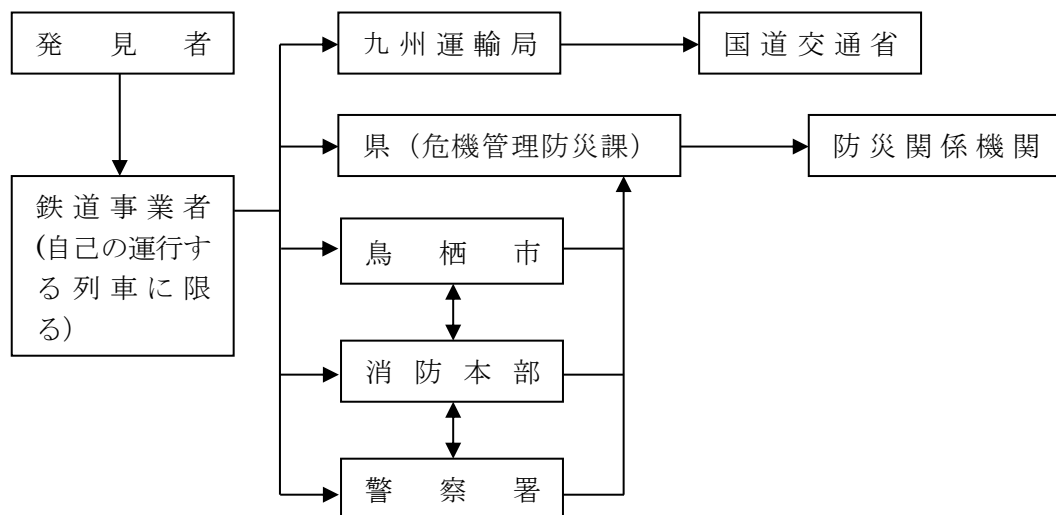 発見者
九州運輸局
国道交通省
県（危機管理防災課）
防災関係機関
鉄道事業者
(自己の運行す
る列車に限
る）
鳥栖市
消防本部
警察署